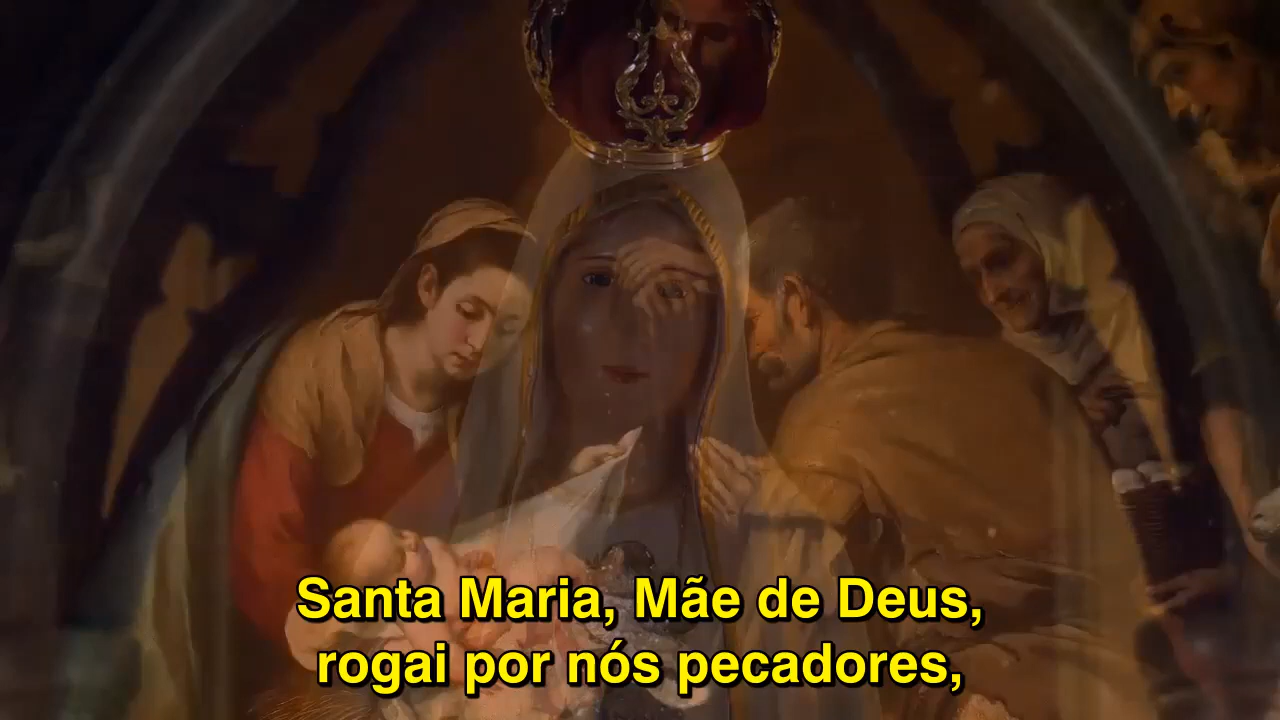 Santa Maria, Mãe de Deus,
rogai por nós pecadores,